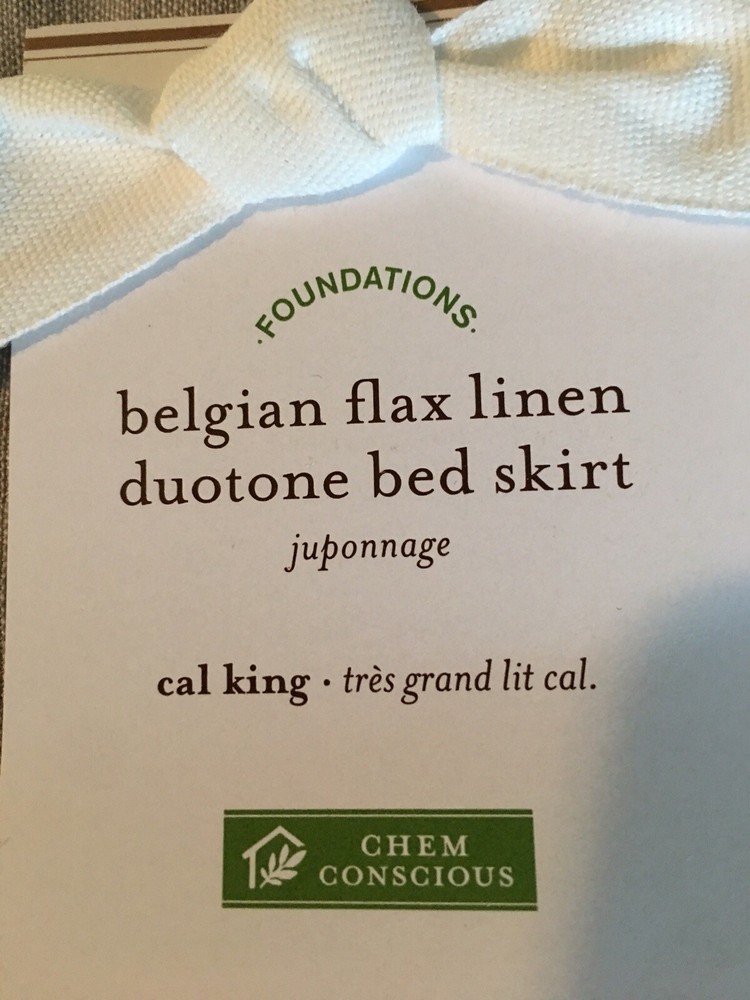 ·FOUNDATIONS·
belgian flax linen
duotone bed skirt
juponnage
cal king · très grand lit cal.
CHEM
CONSCIOUS